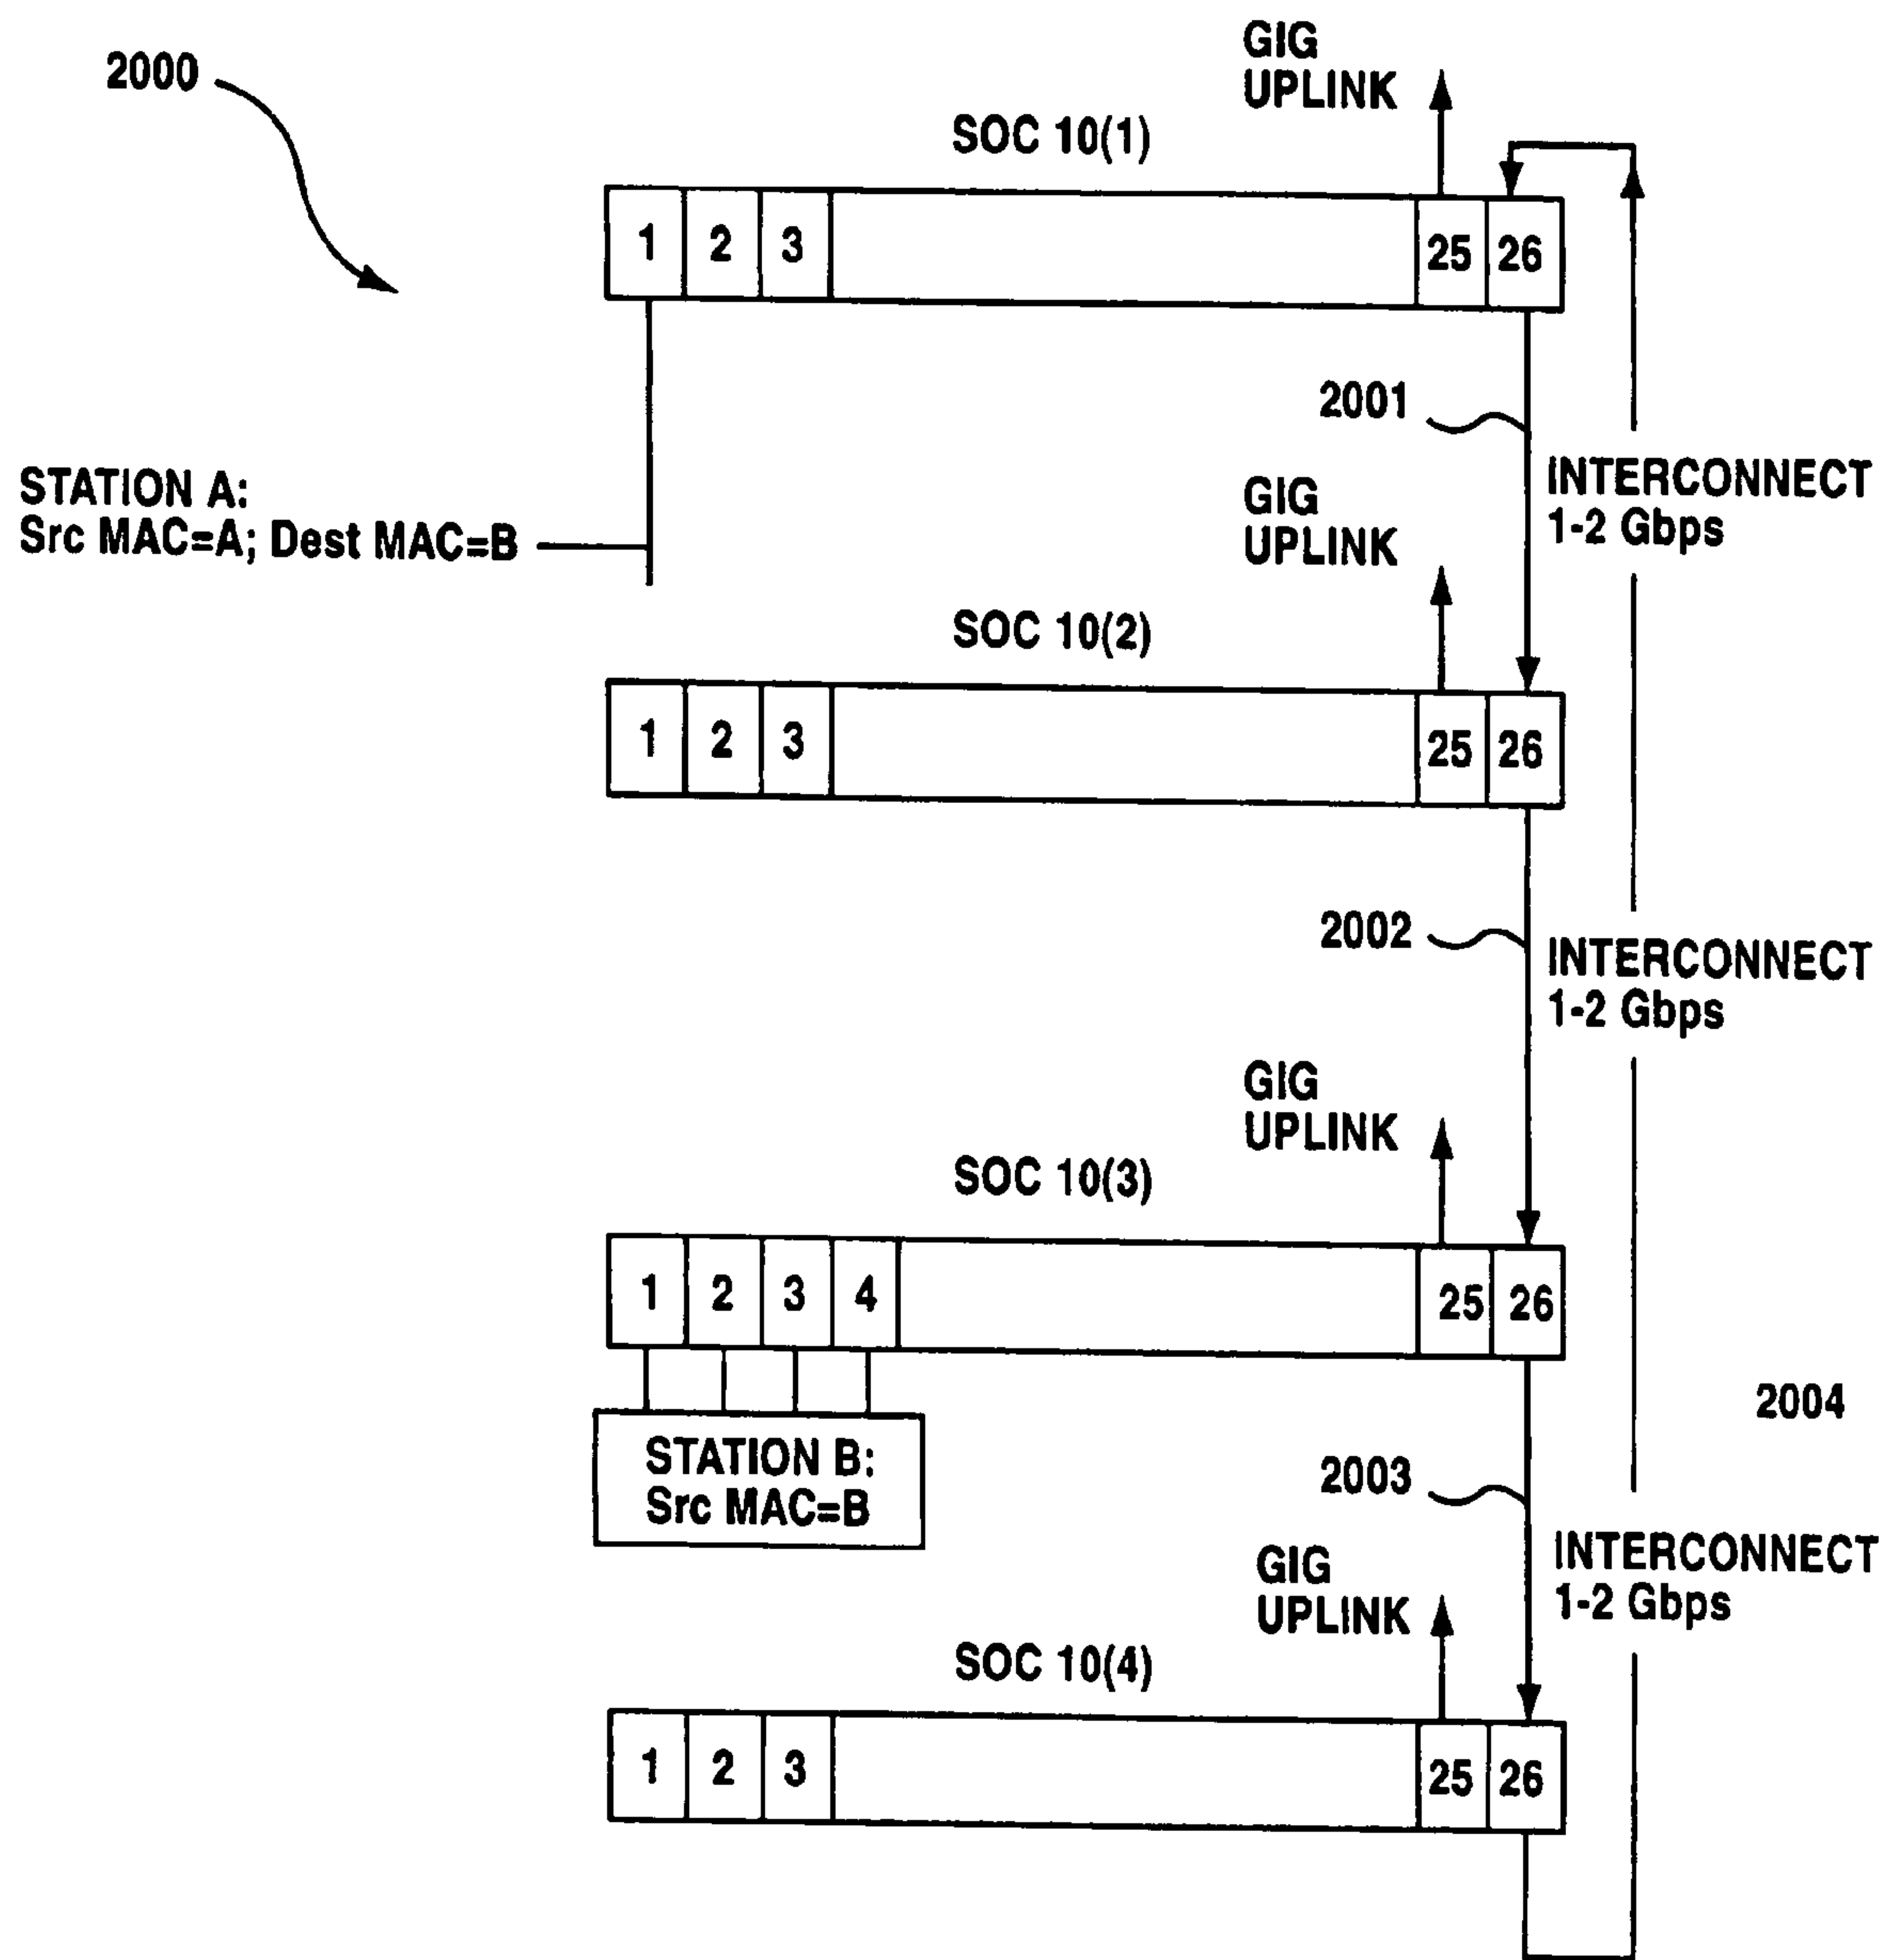 2000
GIG
UPLINK
SOC 10(1)
1 2 3 25 26
2001
INTERCONNECT
1-2 Gbps
STATION A:
Src MAC=A; Dest MAC=B
GIG
UPLINK
SOC 10(2)
1 2 3 25 26
2002
INTERCONNECT
1-2 Gbps
GIG
UPLINK
SOC 10(3)
1 2 3 4 25 26
2004
STATION B:
Src MAC=B
2003
INTERCONNECT
1-2 Gbps
GIG
UPLINK
SOC 10(4)
1 2 3 25 26